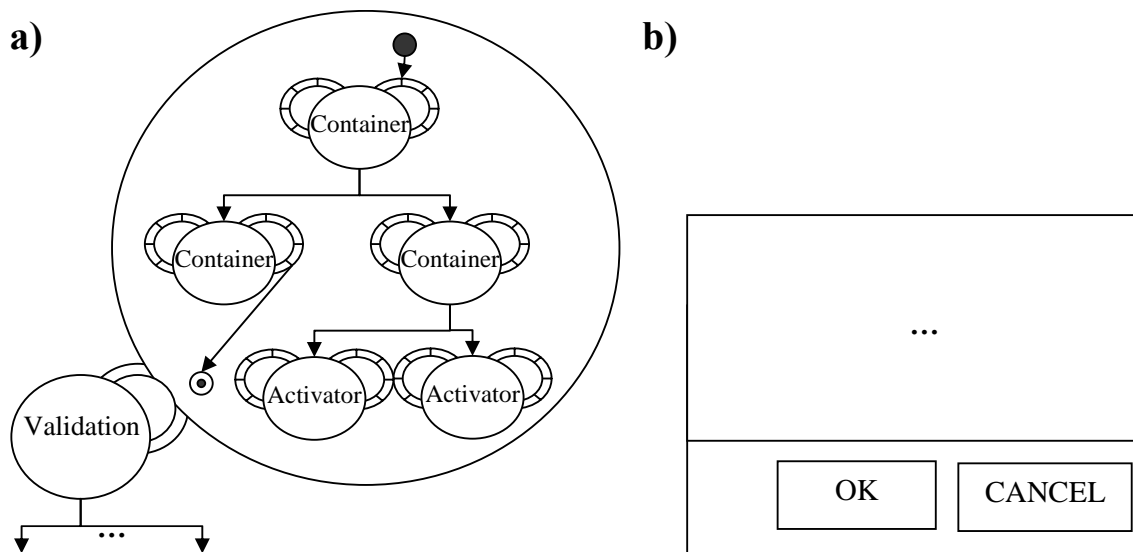 a)
b)
Container
Container
Container
Activator
Activator
Validation
...
...
OK
CANCEL